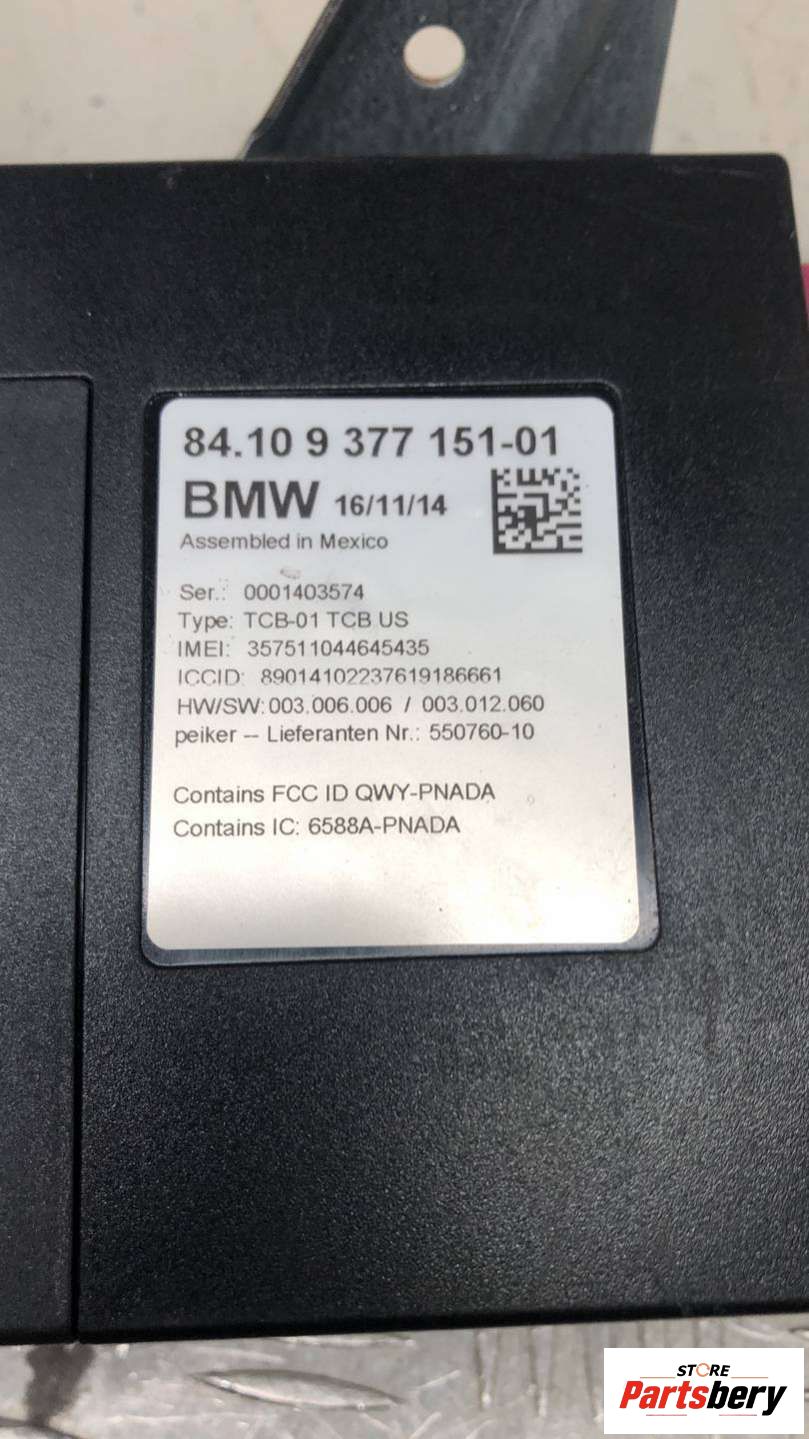 84.10 9 377 151-01
BMW 16/11/14
Assembled in Mexico
Ser.: 0001403574
Type: TCB-01 TCB US
IMEI: 357511044645435
ICCID: 89014102237619186661
HW/SW: 003.006.006 / 003.012.060
peiker -- Lieferanten Nr.: 550760-10
Contains FCC ID QWY-PNADA
Contains IC: 6588A-PNADA
STORE
Partsbery